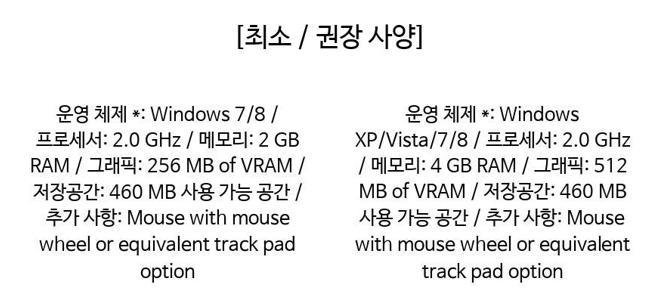 [최소 / 권장 사양]
운영 체제 *: Windows 7/8 /
프로세서: 2.0 GHz / 메모리: 2 GB
RAM / 그래픽: 256 MB of VRAM /
저장공간: 460 MB 사용 가능 공간 /
추가 사항: Mouse with mouse
wheel or equivalent track pad
option
운영 체제 *: Windows
XP/Vista/7/8 / 프로세서: 2.0 GHz
/ 메모리: 4 GB RAM / 그래픽: 512
MB of VRAM / 저장공간: 460 MB
사용 가능 공간 / 추가 사항: Mouse
with mouse wheel or equivalent
track pad option